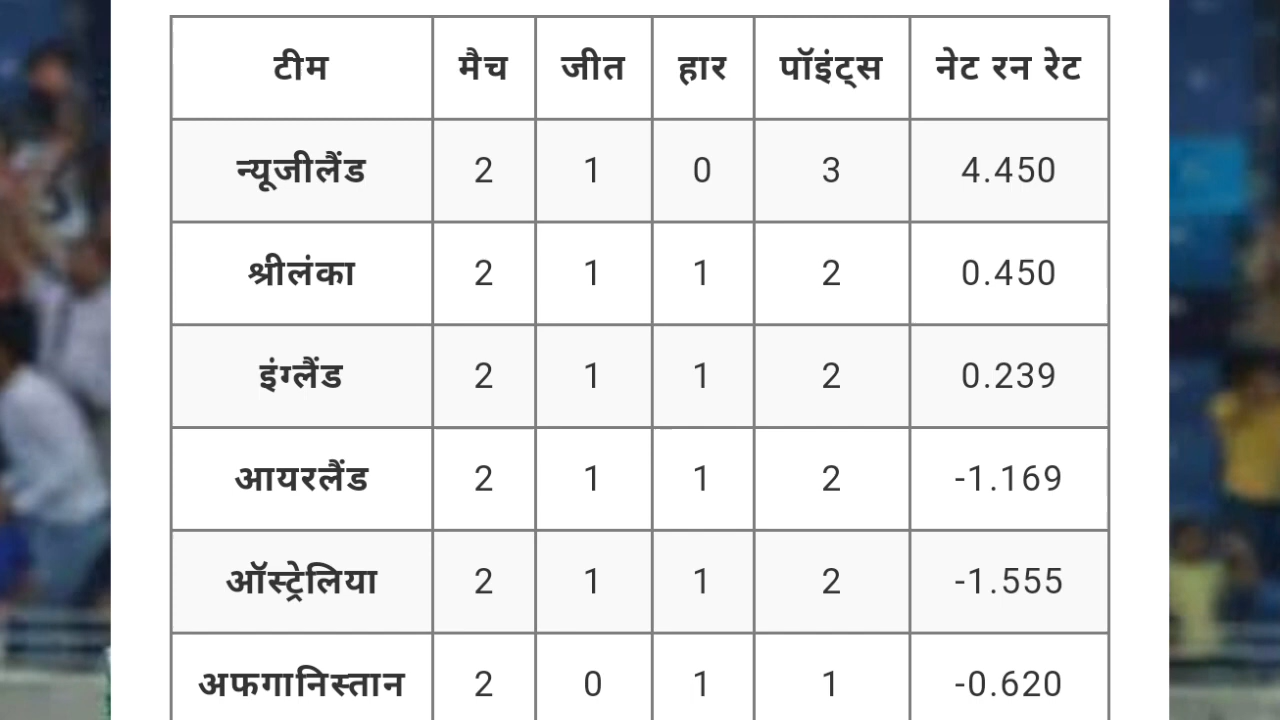 टीम मैच जीत हार पॉइंट्स नेट रन रेट
न्यूजीलैंड 2 1 0 3 4.450
श्रीलंका 2 1 1 2 0.450
इंग्लैंड 2 1 1 2 0.239
आयरलैंड 2 1 1 2 -1.169
ऑस्ट्रेलिया 2 1 1 2 -1.555
अफगानिस्तान 2 0 1 1 -0.620